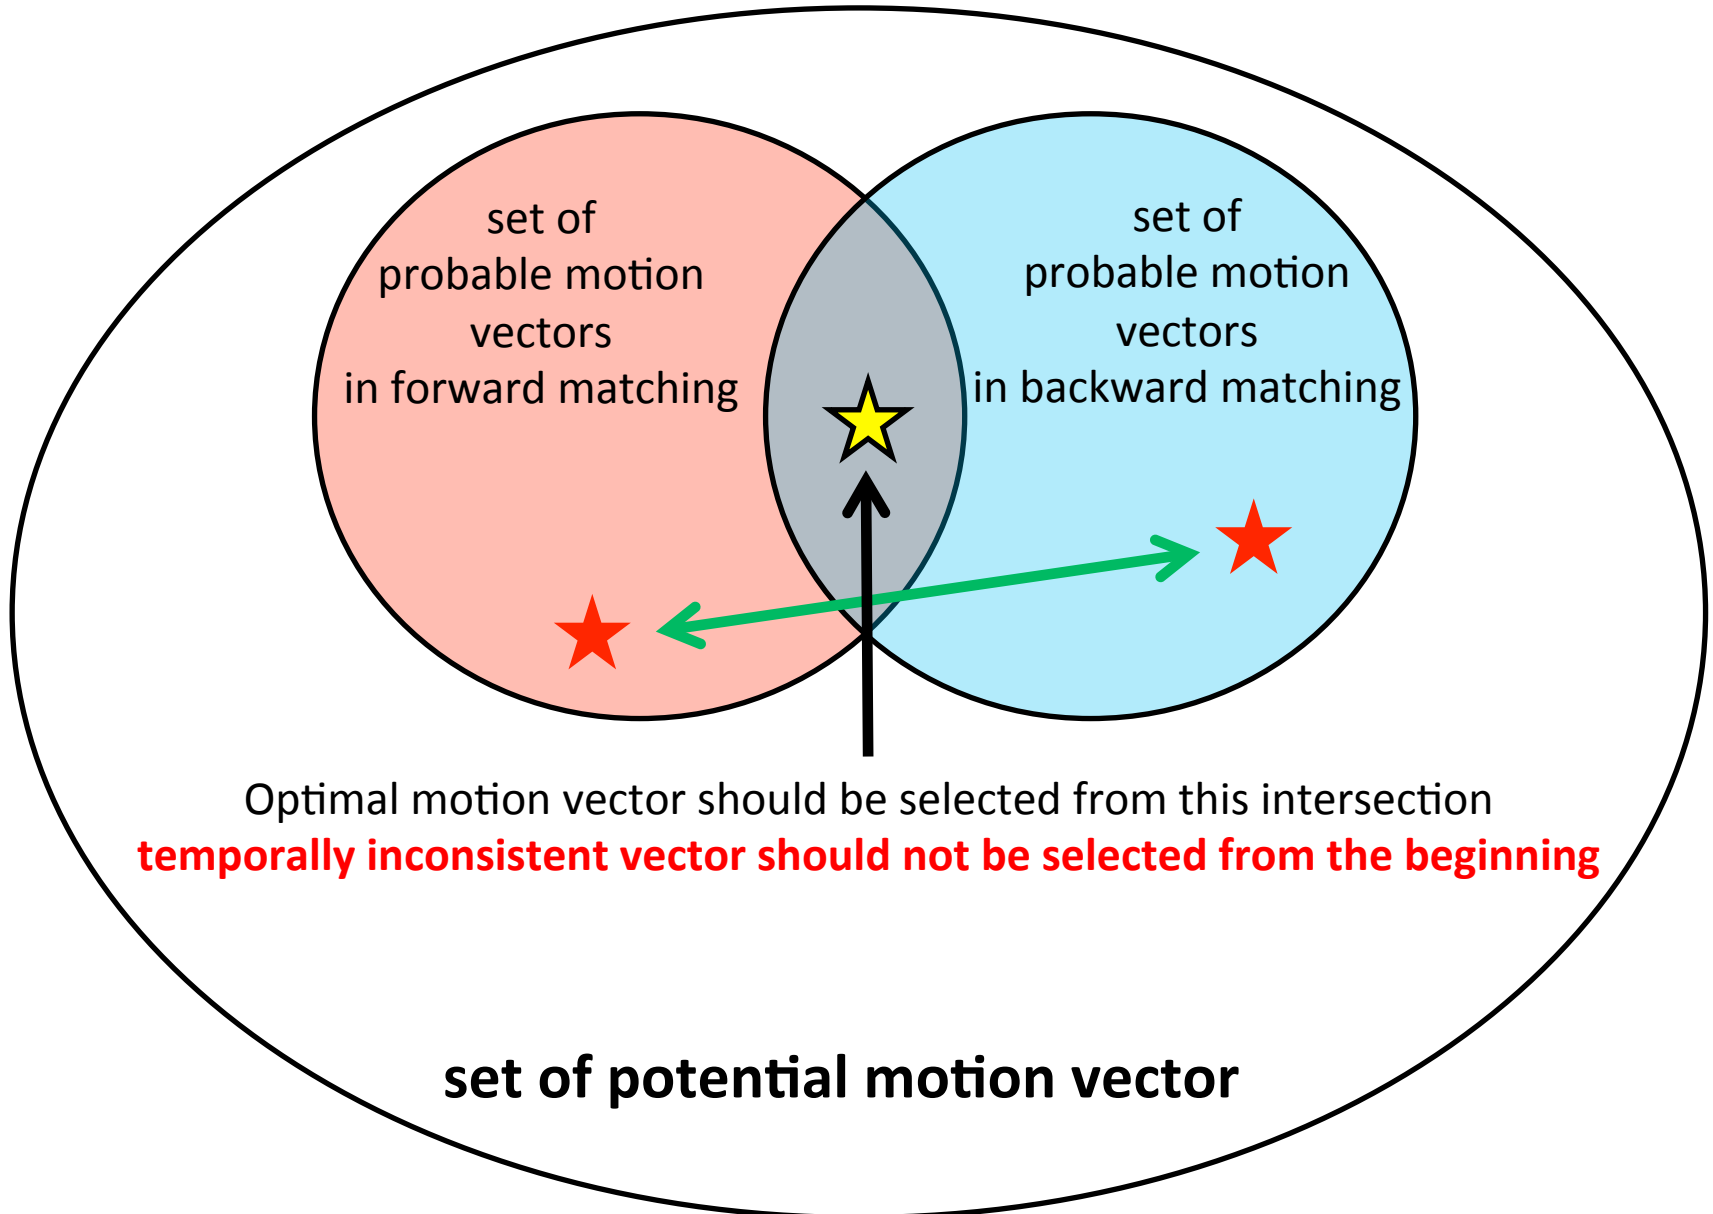 set of
probable motion
vectors
in forward matching
set of
probable motion
vectors
in backward matching
Optimal motion vector should be selected from this intersection
temporally inconsistent vector should not be selected from the beginning
set of potential motion vector